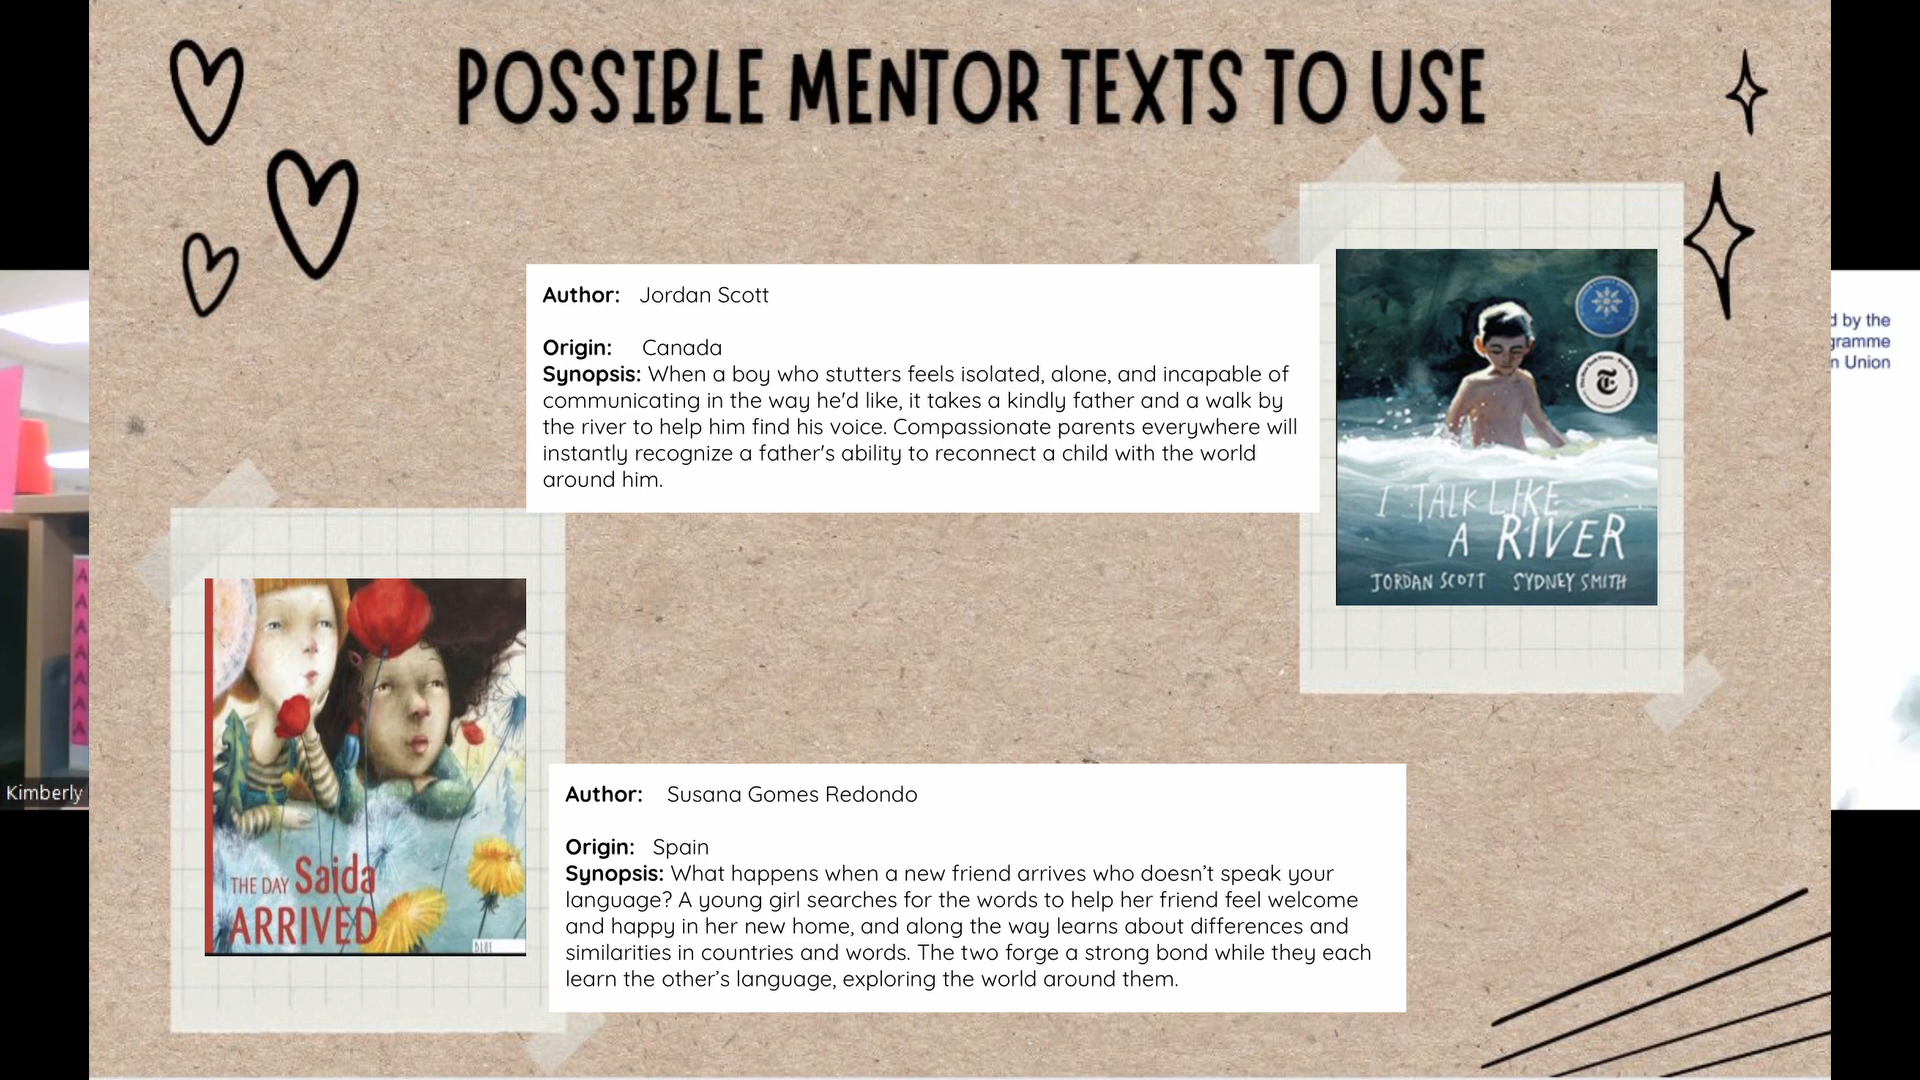 POSSIBLE MENTOR TEXTS TO USE
Author: Jordan Scott
Origin: Canada
Synopsis: When a boy who stutters feels isolated, alone, and incapable of
communicating in the way he'd like, it takes a kindly father and a walk by
the river to help him find his voice. Compassionate parents everywhere will
instantly recognize a father's ability to reconnect a child with the world
around him.
I TALK LIKE
A RIVER
JORDAN SCOTT SYDNEY SMITH
d by the
gramme
n Union
THE DAY Saida
ARRIVED
Author: Susana Gomes Redondo
Origin: Spain
Synopsis: What happens when a new friend arrives who doesn’t speak your
language? A young girl searches for the words to help her friend feel welcome
and happy in her new home, and along the way learns about differences and
similarities in countries and words. The two forge a strong bond while they each
learn the other’s language, exploring the world around them.
Kimberly
A
A
A
A
A
A
A